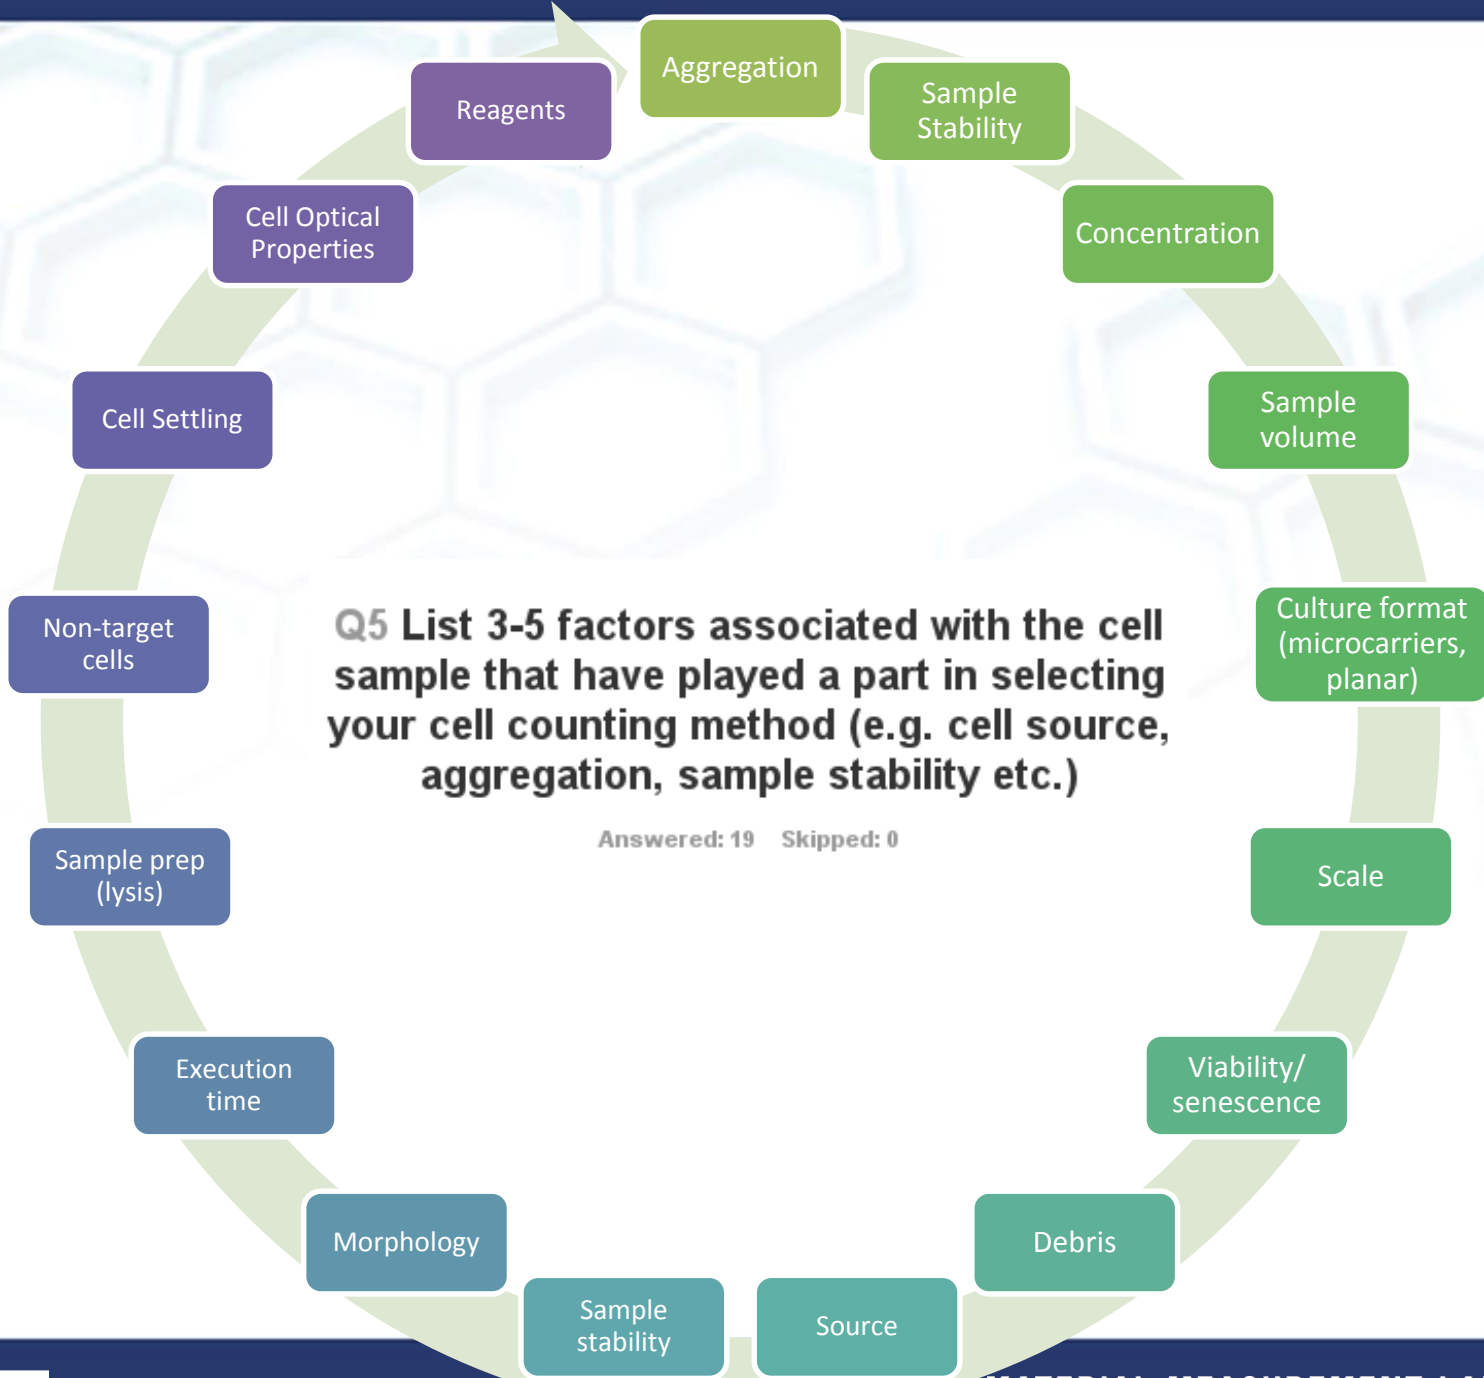 Aggregation
Sample
Stability
Concentration
Sample
volume
Culture format
(microcarriers,
planar)
Scale
Viability/
senescence
Debris
Source
Sample
stability
Morphology
Execution
time
Sample prep
(lysis)
Non-target
cells
Cell Settling
Cell Optical
Properties
Reagents
Q5 List 3-5 factors associated with the cell
sample that have played a part in selecting
your cell counting method (e.g. cell source,
aggregation, sample stability etc.)
Answered: 19 Skipped: 0
MATERIAL MEASUREMENT